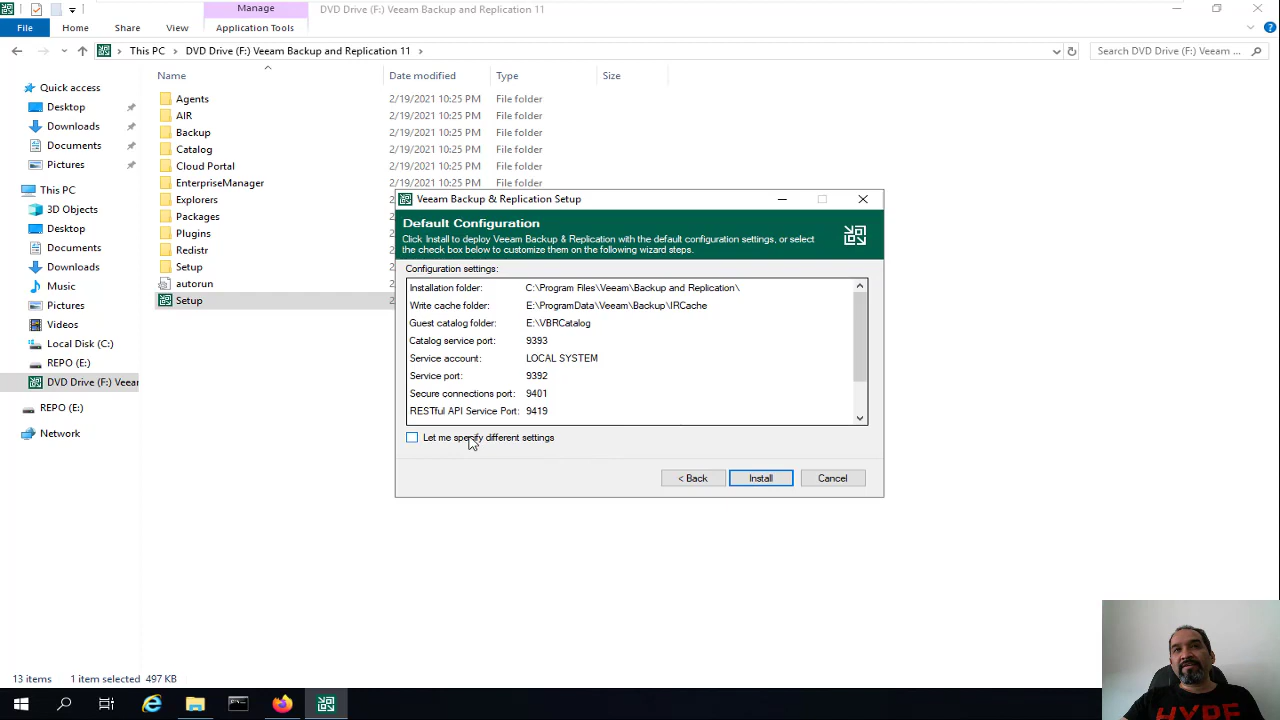 Manage
DVD Drive (F:) Veeam Backup and Replication 11
File
Home
Share
View
Application Tools
This PC
DVD Drive (F:) Veeam Backup and Replication 11
Search DVD Drive (F:) Veeam ...
Name
Date modified
Type
Size
Quick access
Desktop
Downloads
Documents
Pictures
This PC
3D Objects
Desktop
Documents
Downloads
Music
Pictures
Videos
Local Disk (C:)
REPO (E:)
DVD Drive (F:) Veear
REPO (E:)
Network
Agents 2/19/2021 10:25 PM File folder
AIR 2/19/2021 10:25 PM File folder
Backup 2/19/2021 10:25 PM File folder
Catalog 2/19/2021 10:25 PM File folder
Cloud Portal 2/19/2021 10:25 PM File folder
EnterpriseManager 2/19/2021 10:25 PM File folder
Explorers 2
Packages 2
Plugins 2
Redistr 2
Setup 2
autorun 2
Setup 2
Veeam Backup & Replication Setup
Default Configuration
Click Install to deploy Veeam Backup & Replication with the default configuration settings, or select
the check box below to customize them on the following wizard steps.
Configuration settings:
Installation folder: C:\Program Files\Veeam\Backup and Replication\
Write cache folder: E:\ProgramData\Veeam\Backup\IRCache
Guest catalog folder: E:\VBRCatalog
Catalog service port: 9393
Service account: LOCAL SYSTEM
Service port: 9392
Secure connections port: 9401
RESTful API Service Port: 9419
Let me specify different settings
< Back
Install
Cancel
13 items
1 item selected 497 KB
HYPE